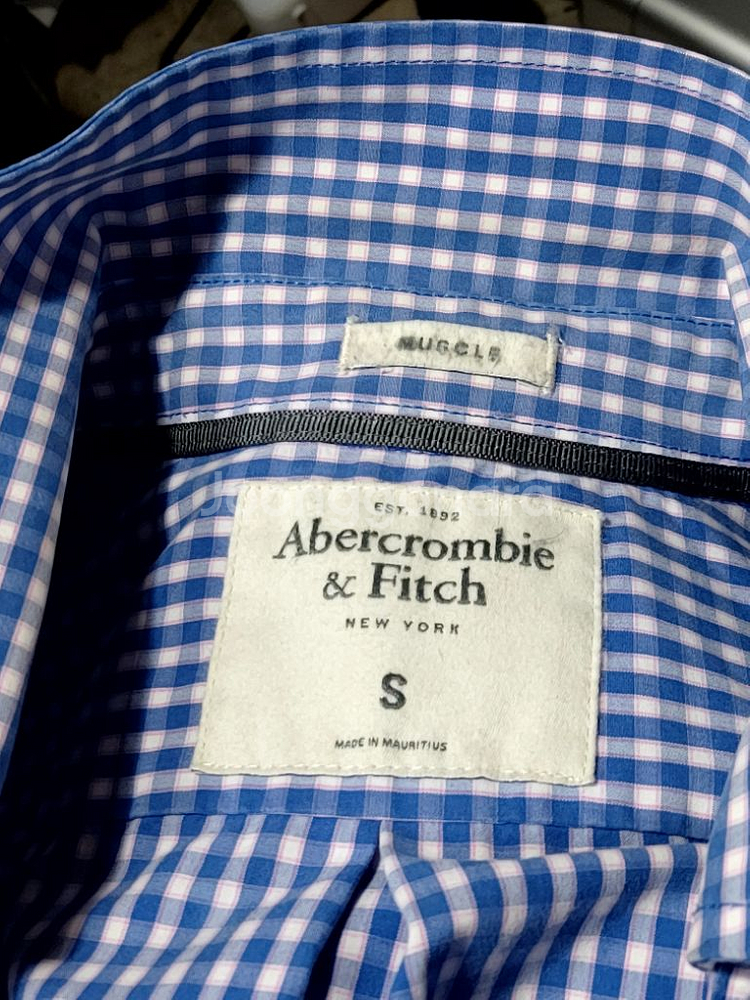 MUSCLE
EST. 1892
Abercrombie
& Fitch
NEW YORK
S
MADE IN MAURITIUS